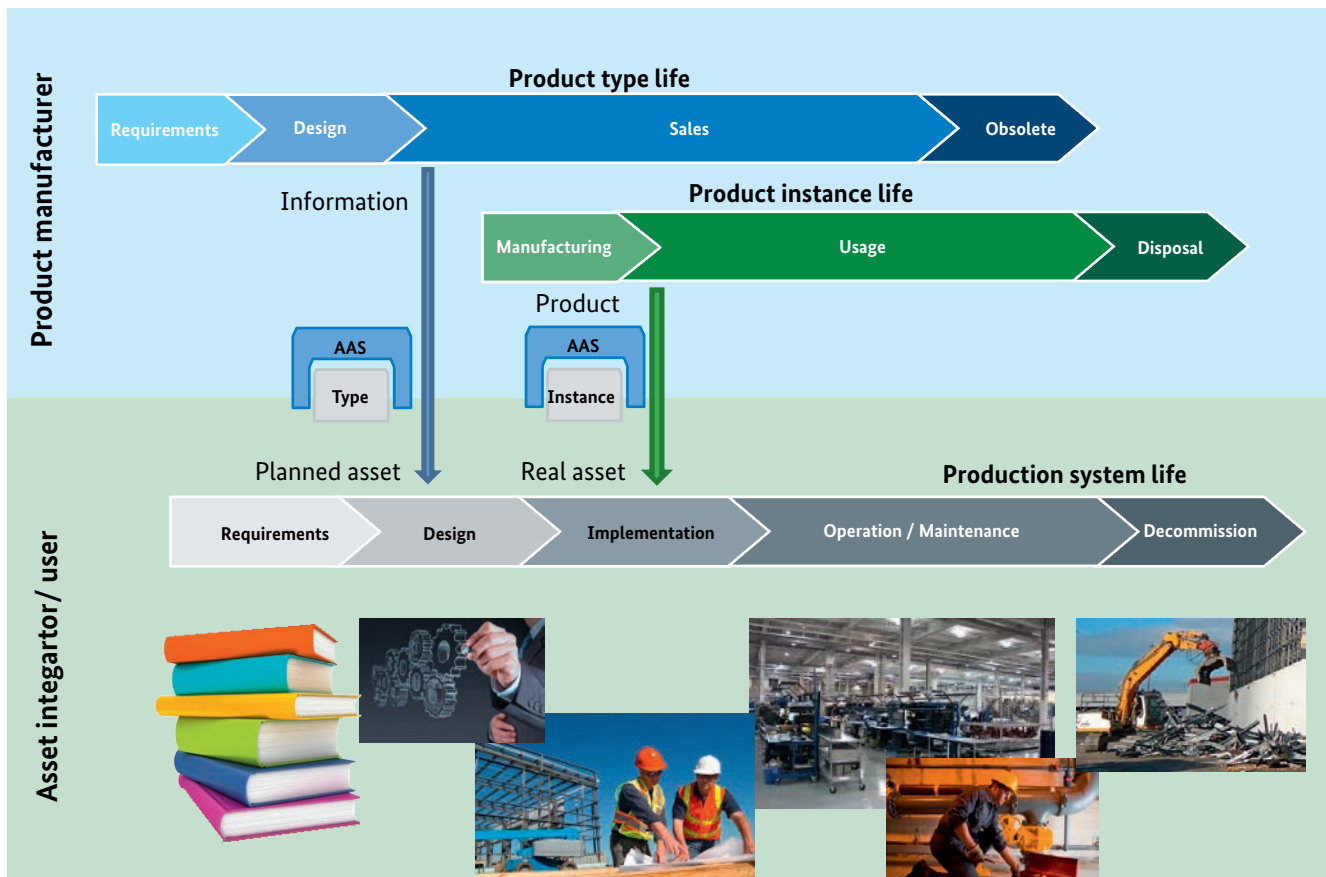 Product manufacturer
Product type life
Requirements
Design
Sales
Obsolete
Information
Product instance life
Manufacturing
Usage
Disposal
Product
AAS
Type
AAS
Instance
Planned asset
Real asset
Production system life
Asset integartor/ user
Requirements
Design
Implementation
Operation / Maintenance
Decommission